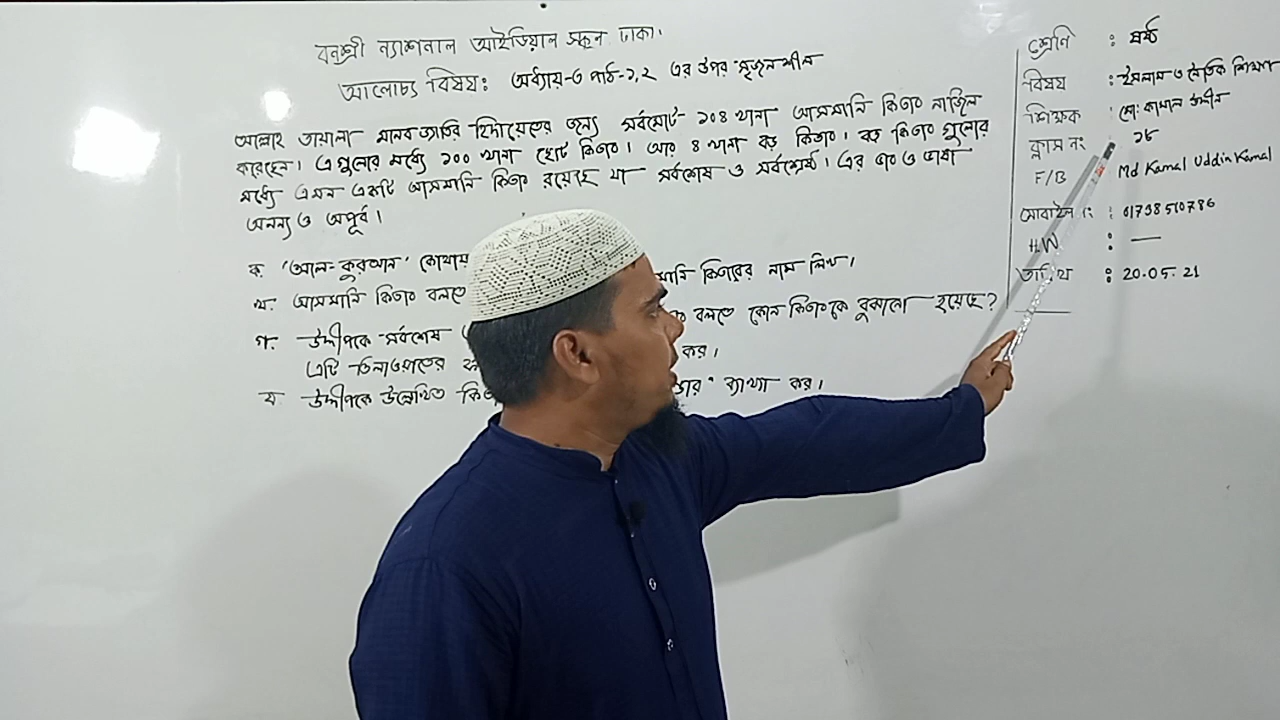 বনশ্রী ন্যাশনাল আইডিয়াল স্কুল ঢাকা।
আলোচ্য বিষয়ঃ অধ্যায়-৩ পাঠ-১,২ এর উপর সৃজনশীল
আল্লাহ তায়ালা মানবজাতির হিদায়েতের জন্য সর্বমোট- ১০৪ খানা আসমানি কিতাব নাজিল
করেছেন। এগুলোর মধ্যে ১০০ খানা ছোট কিতাব। আর ৪ খানা বড় কিতাব। বড় কিতাব গুলোর
মধ্যে এমন একটি আসমানি কিতাব রয়েছে যা সর্বশেষ ও সর্বশ্রেষ্ঠ। এর ভাব ও ভাষা
অনন্য ও অপূর্ব।
ক. 'আল-কুরআন' কোথায়
খ. আসমানি কিতাব বলতে মানি কিতাবের নাম লিখ।
গ. উদ্দীপকে সর্বশেষ বলতে কোন কিতাবকে বুঝানো হয়েছে?
এটি তিলাওয়াতের কর।
ঘ. উদ্দীপকে উল্লেখিত ব্যাখ্যা কর।
শ্রেণি : ষষ্ঠ
বিষয় : ইসলাম ও নৈতিক শিক্ষা
শিক্ষক : মো: কামাল উদ্দীন
ক্লাস নং : ১৮
F/B : Md Kamal Uddin Kamal
মোবাইল : 01738510786
H.W : —
তারিখ : 20.05.21